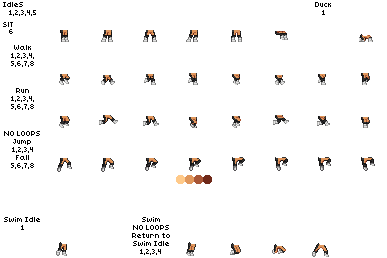 IdleS
1,2,3,4,5
Duck
1
SIT
6
Walk
1,2,3,4,
5,6,7,8
Run
1,2,3,4,
5,6,7,8
NO LOOPS
Jump
1,2,3,4
Fall
5,6,7,8
Swim Idle
1
Swim
NO LOOPS
Return to
Swim Idle
1,2,3,4